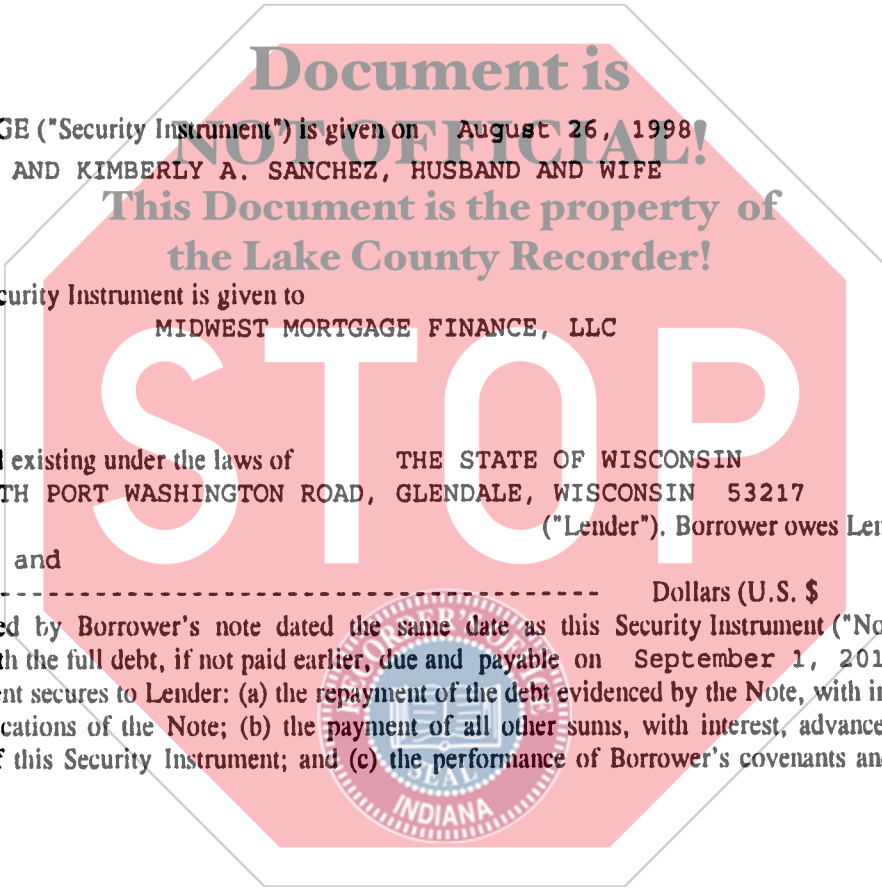 Document is
GE ("Security Instrument") is given on August 26, 1998
NOT OFFICIAL!
AND KIMBERLY A. SANCHEZ, HUSBAND AND WIFE
This Document is the property of
the Lake County Recorder!
curity Instrument is given to
MIDWEST MORTGAGE FINANCE, LLC
STOP
existing under the laws of THE STATE OF WISCONSIN
TH PORT WASHINGTON ROAD, GLENDALE, WISCONSIN 53217
("Lender"). Borrower owes Len
and
Dollars (U.S. $
ed by Borrower's note dated the same date as this Security Instrument ("No
th the full debt, if not paid earlier, due and payable on September 1, 201
ent secures to Lender: (a) the repayment of the debt evidenced by the Note, with in
ications of the Note; (b) the payment of all other sums, with interest, advance
f this Security Instrument; and (c) the performance of Borrower's covenants an
RECORDER'S OFFICE
SEAL
INDIANA